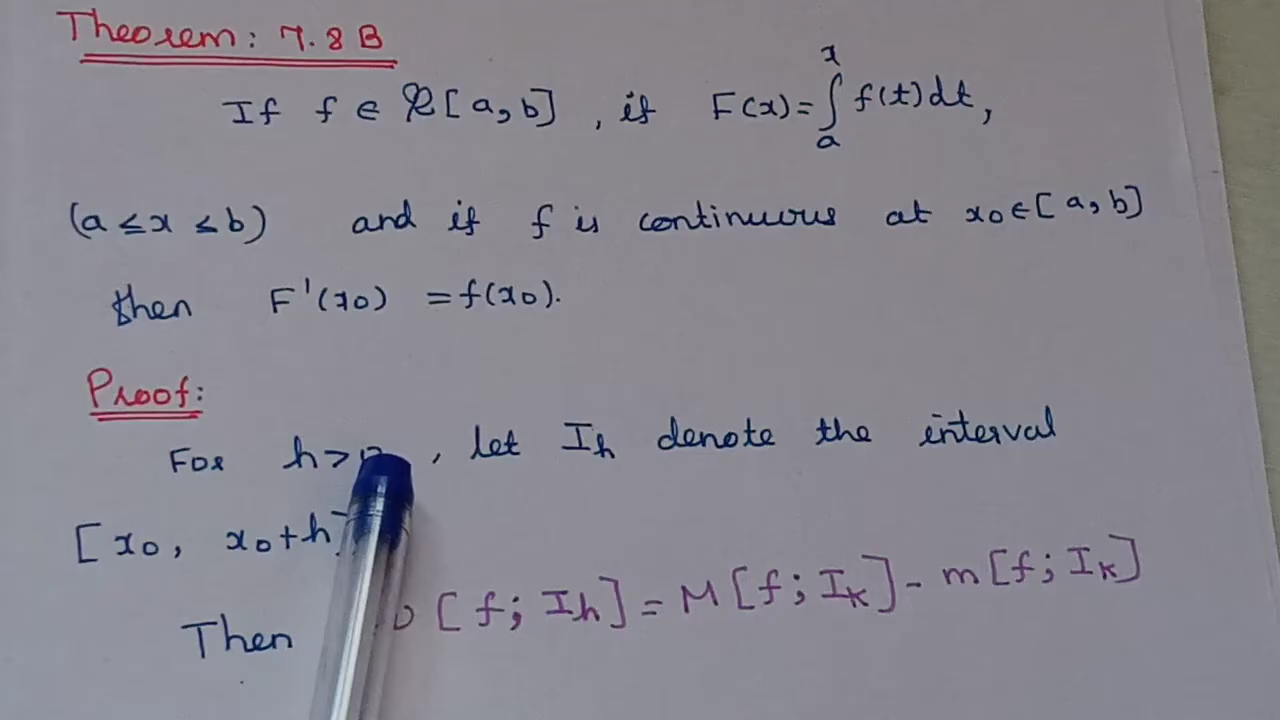 Theorem: 7.8 B
If f ∈ ℛ[a, b], if F(x) = ∫ₐˣ f(t) dt,
(a ≤ x ≤ b) and if f is continuous at x₀ ∈ [a, b]
then F'(x₀) = f(x₀).
Proof:
For h >, let Iₕ denote the interval
[x₀, x₀+h]
Then [f; Iₕ] = M[f; Iₖ] - m[f; Iₖ]